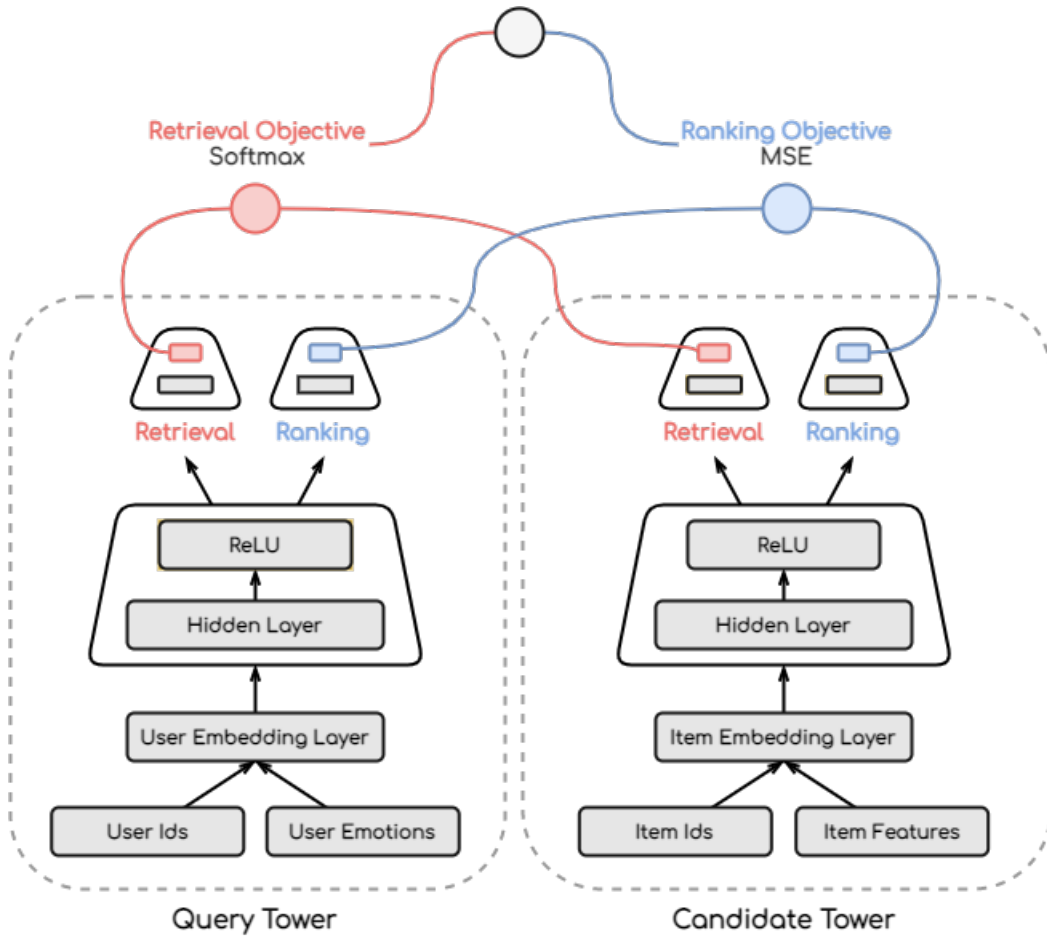 Retrieval Objective
Softmax
Ranking Objective
MSE
Retrieval
Ranking
Retrieval
Ranking
ReLU
Hidden Layer
ReLU
Hidden Layer
User Embedding Layer
Item Embedding Layer
User Ids
User Emotions
Item Ids
Item Features
Query Tower
Candidate Tower